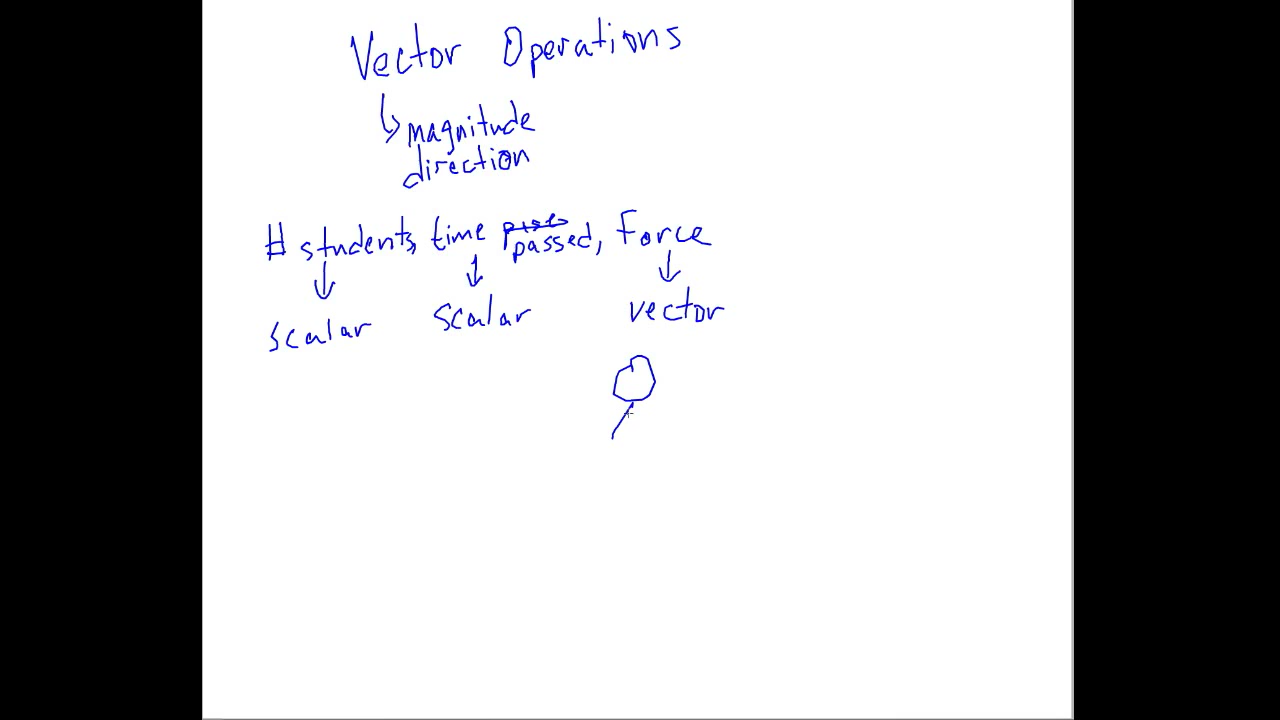 Vector Operations
magnitude
direction
# students, time passed, Force
scalar scalar vector